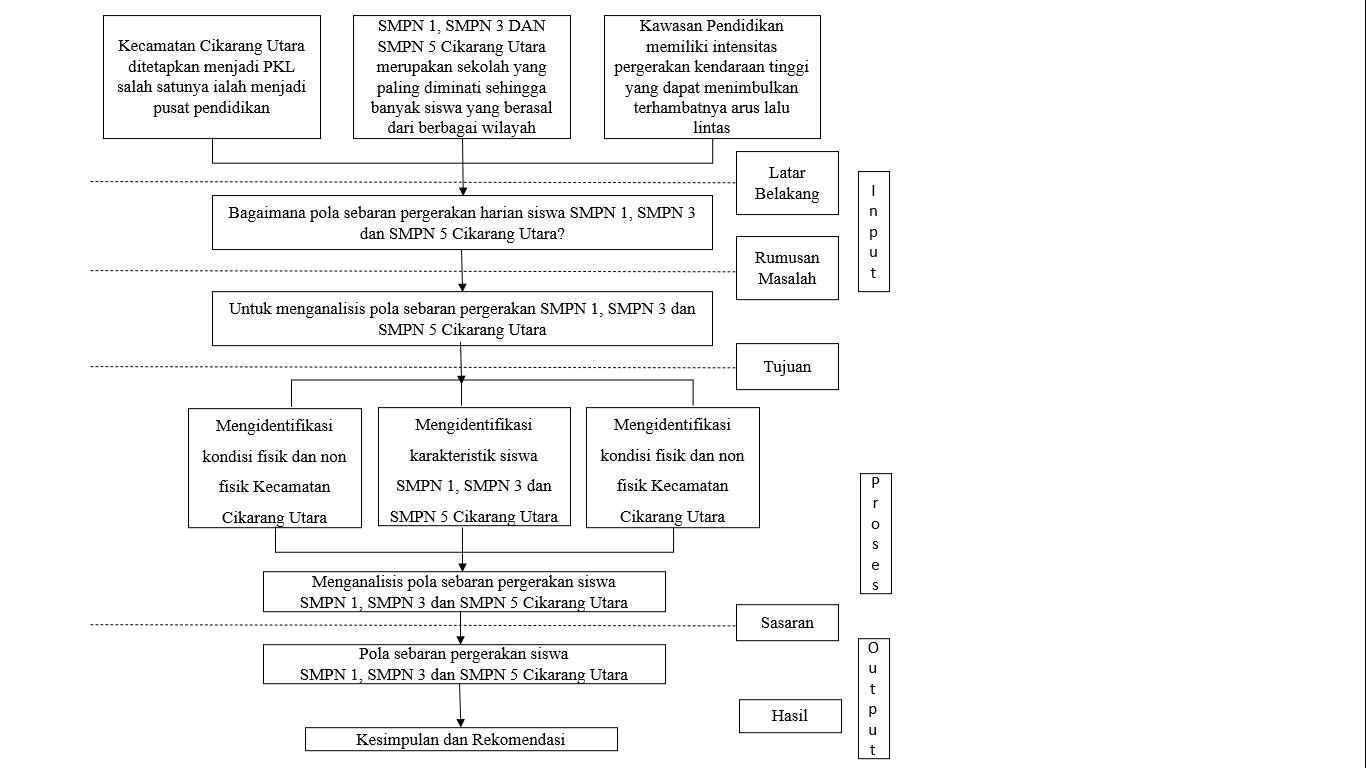 Kecamatan Cikarang Utara
ditetapkan menjadi PKL
salah satunya ialah menjadi
pusat pendidikan
SMPN 1, SMPN 3 DAN
SMPN 5 Cikarang Utara
merupakan sekolah yang
paling diminati sehingga
banyak siswa yang berasal
dari berbagai wilayah
Kawasan Pendidikan
memiliki intensitas
pergerakan kendaraan tinggi
yang dapat menimbulkan
terhambatnya arus lalu
lintas
Latar
Belakang
Bagaimana pola sebaran pergerakan harian siswa SMPN 1, SMPN 3
dan SMPN 5 Cikarang Utara?
Rumusan
Masalah
I
n
p
u
t
Untuk menganalisis pola sebaran pergerakan SMPN 1, SMPN 3 dan
SMPN 5 Cikarang Utara
Tujuan
Mengidentifikasi
kondisi fisik dan non
fisik Kecamatan
Cikarang Utara
Mengidentifikasi
karakteristik siswa
SMPN 1, SMPN 3 dan
SMPN 5 Cikarang Utara
Mengidentifikasi
kondisi fisik dan non
fisik Kecamatan
Cikarang Utara
P
r
o
s
e
s
Menganalisis pola sebaran pergerakan siswa
SMPN 1, SMPN 3 dan SMPN 5 Cikarang Utara
Sasaran
Pola sebaran pergerakan siswa
SMPN 1, SMPN 3 dan SMPN 5 Cikarang Utara
Hasil
O
u
t
p
u
t
Kesimpulan dan Rekomendasi